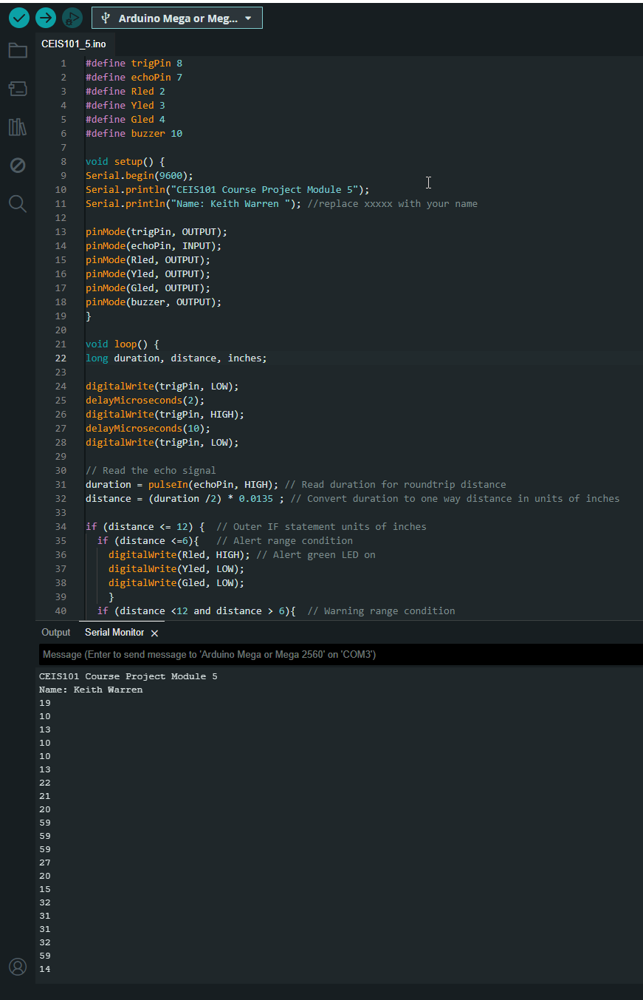 Arduino Mega or Meg...
CEIS101_5.ino
1 #define trigPin 8
2 #define echoPin 7
3 #define Rled 2
4 #define Yled 3
5 #define Gled 4
6 #define buzzer 10
7
8 void setup() {
9 Serial.begin(9600);
10 Serial.println("CEIS101 Course Project Module 5");
11 Serial.println("Name: Keith Warren "); //replace xxxxx with your name
12
13 pinMode(trigPin, OUTPUT);
14 pinMode(echoPin, INPUT);
15 pinMode(Rled, OUTPUT);
16 pinMode(Yled, OUTPUT);
17 pinMode(Gled, OUTPUT);
18 pinMode(buzzer, OUTPUT);
19 }
20
21 void loop() {
22 long duration, distance, inches;
23
24 digitalWrite(trigPin, LOW);
25 delayMicroseconds(2);
26 digitalWrite(trigPin, HIGH);
27 delayMicroseconds(10);
28 digitalWrite(trigPin, LOW);
29
30 // Read the echo signal
31 duration = pulseIn(echoPin, HIGH); // Read duration for roundtrip distance
32 distance = (duration /2) * 0.0135 ; // Convert duration to one way distance in units of inches
33
34 if (distance <= 12) {  // Outer IF statement units of inches
35   if (distance <=6){   // Alert range condition
36     digitalWrite(Rled, HIGH); // Alert green LED on
37     digitalWrite(Yled, LOW);
38     digitalWrite(Gled, LOW);
39     }
40   if (distance <12 and distance > 6){  // Warning range condition
Output Serial Monitor
Message (Enter to send message to 'Arduino Mega or Mega 2560' on 'COM3')
CEIS101 Course Project Module 5
Name: Keith Warren
19
10
13
10
10
13
22
21
20
59
59
59
27
20
15
32
31
31
32
59
14